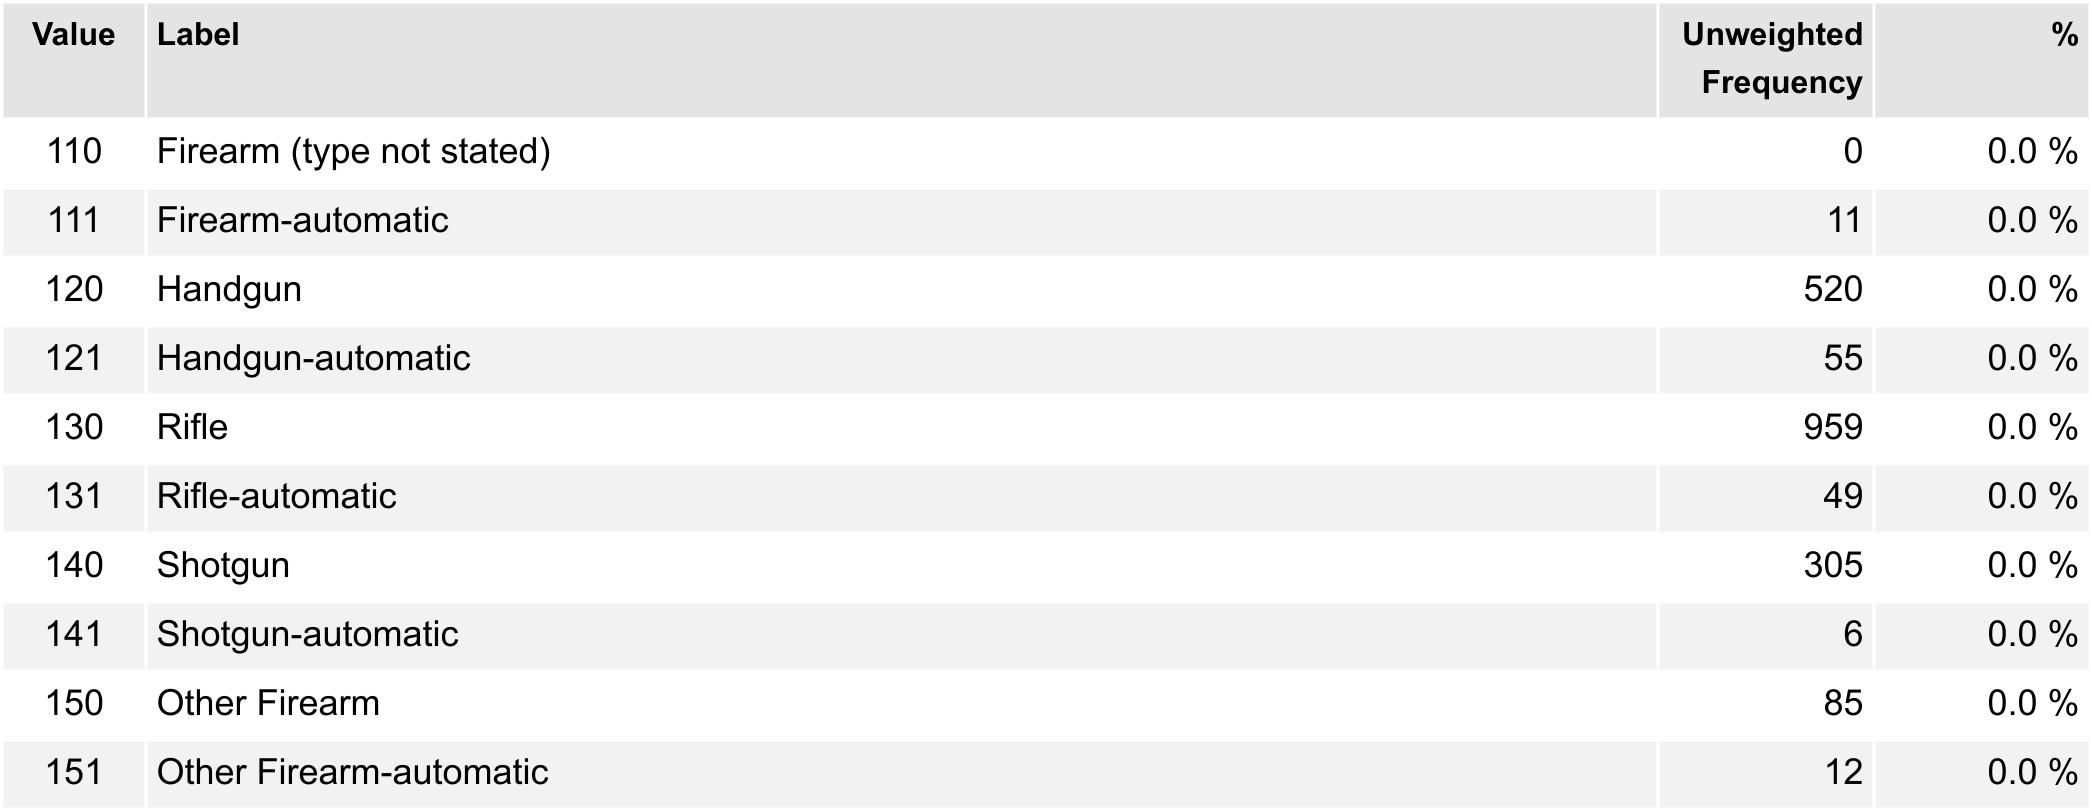 Value Label Unweighted Frequency %
110 Firearm (type not stated) 0 0.0 %
111 Firearm-automatic 11 0.0 %
120 Handgun 520 0.0 %
121 Handgun-automatic 55 0.0 %
130 Rifle 959 0.0 %
131 Rifle-automatic 49 0.0 %
140 Shotgun 305 0.0 %
141 Shotgun-automatic 6 0.0 %
150 Other Firearm 85 0.0 %
151 Other Firearm-automatic 12 0.0 %